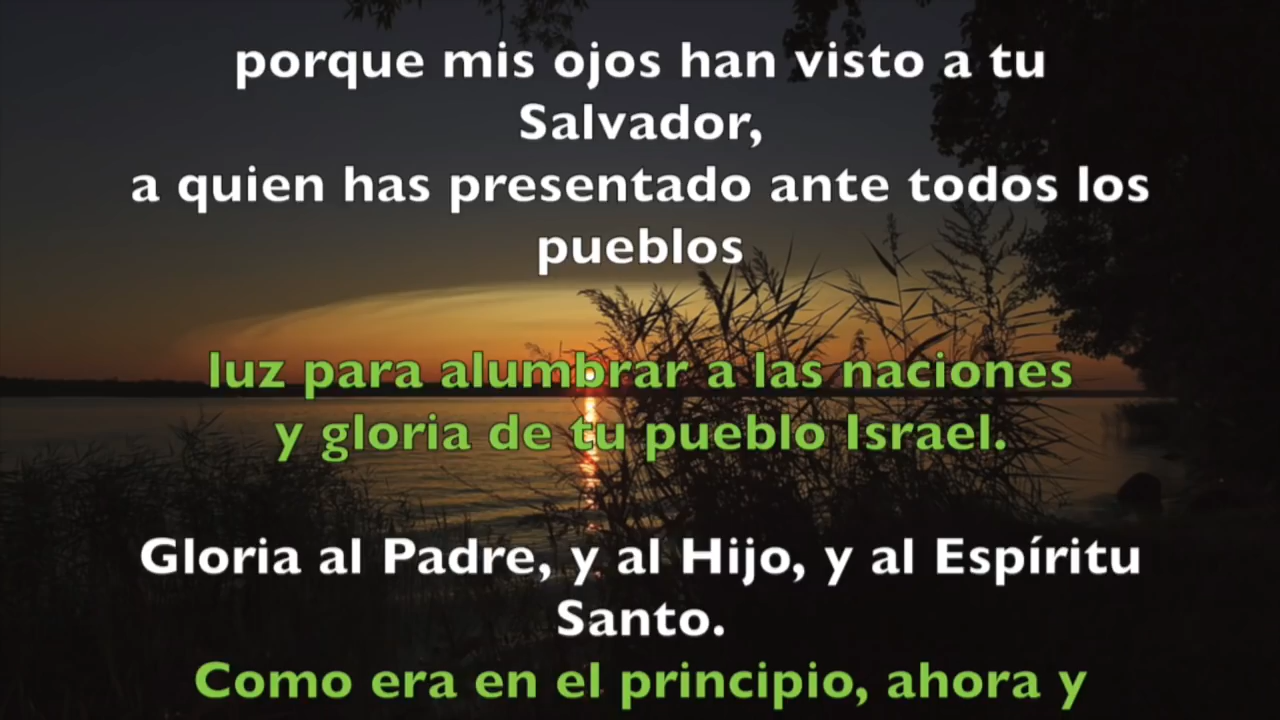 porque mis ojos han visto a tu
Salvador,
a quien has presentado ante todos los
pueblos
luz para alumbrar a las naciones
y gloria de tu pueblo Israel.
Gloria al Padre, y al Hijo, y al Espíritu
Santo.
Como era en el principio, ahora y